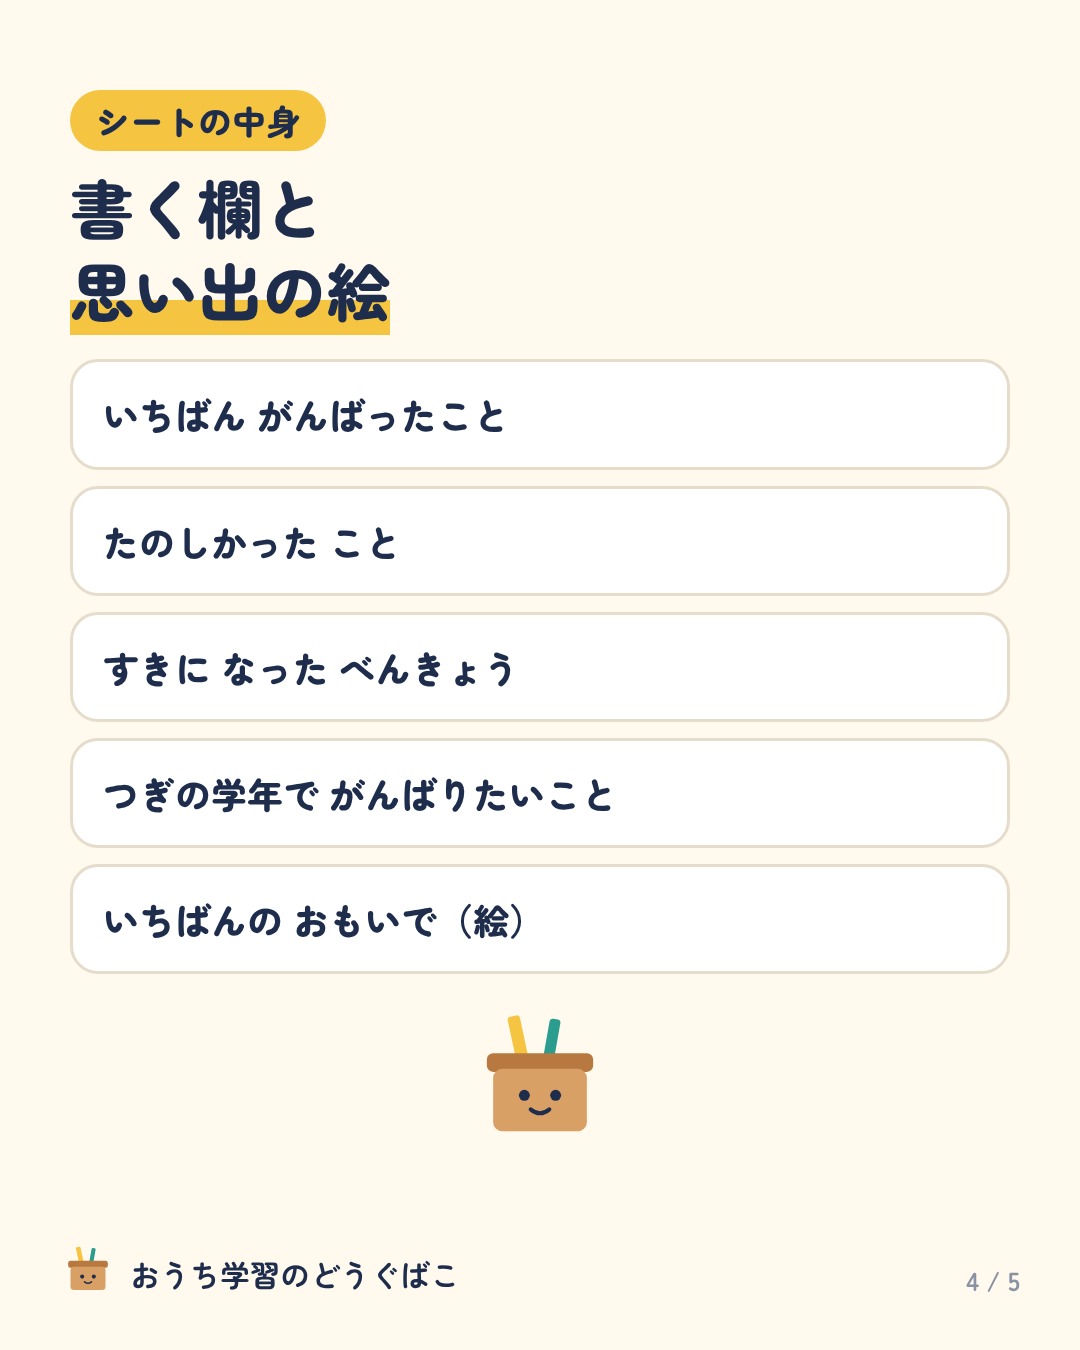 シートの中身
書く欄と
思い出の絵
いちばん がんばったこと
たのしかった こと
すきに なった べんきょう
つぎの学年で がんばりたいこと
いちばんの おもいで（絵）
おうち学習のどうぐばこ
4 / 5